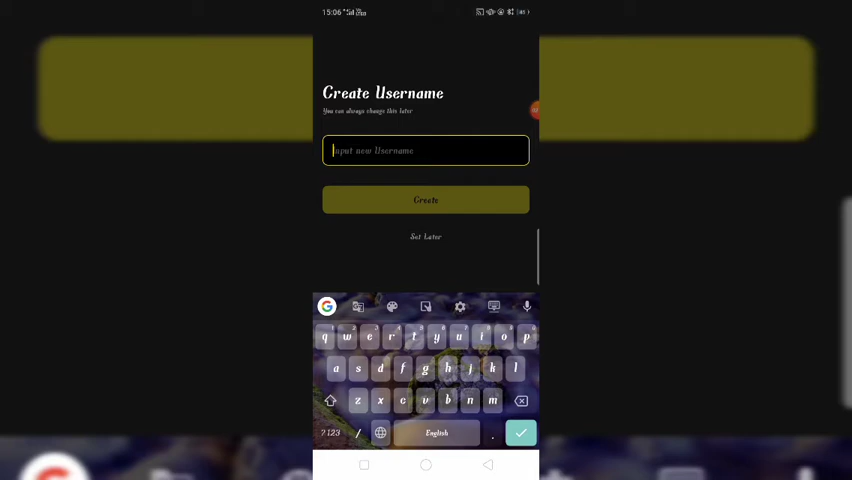 15:06
Create Username
You can always change this later
Input new Username
Create
Set Later
q w e r t y u i o p
a s d f g h j k l
z x c v b n m
?123 / English .